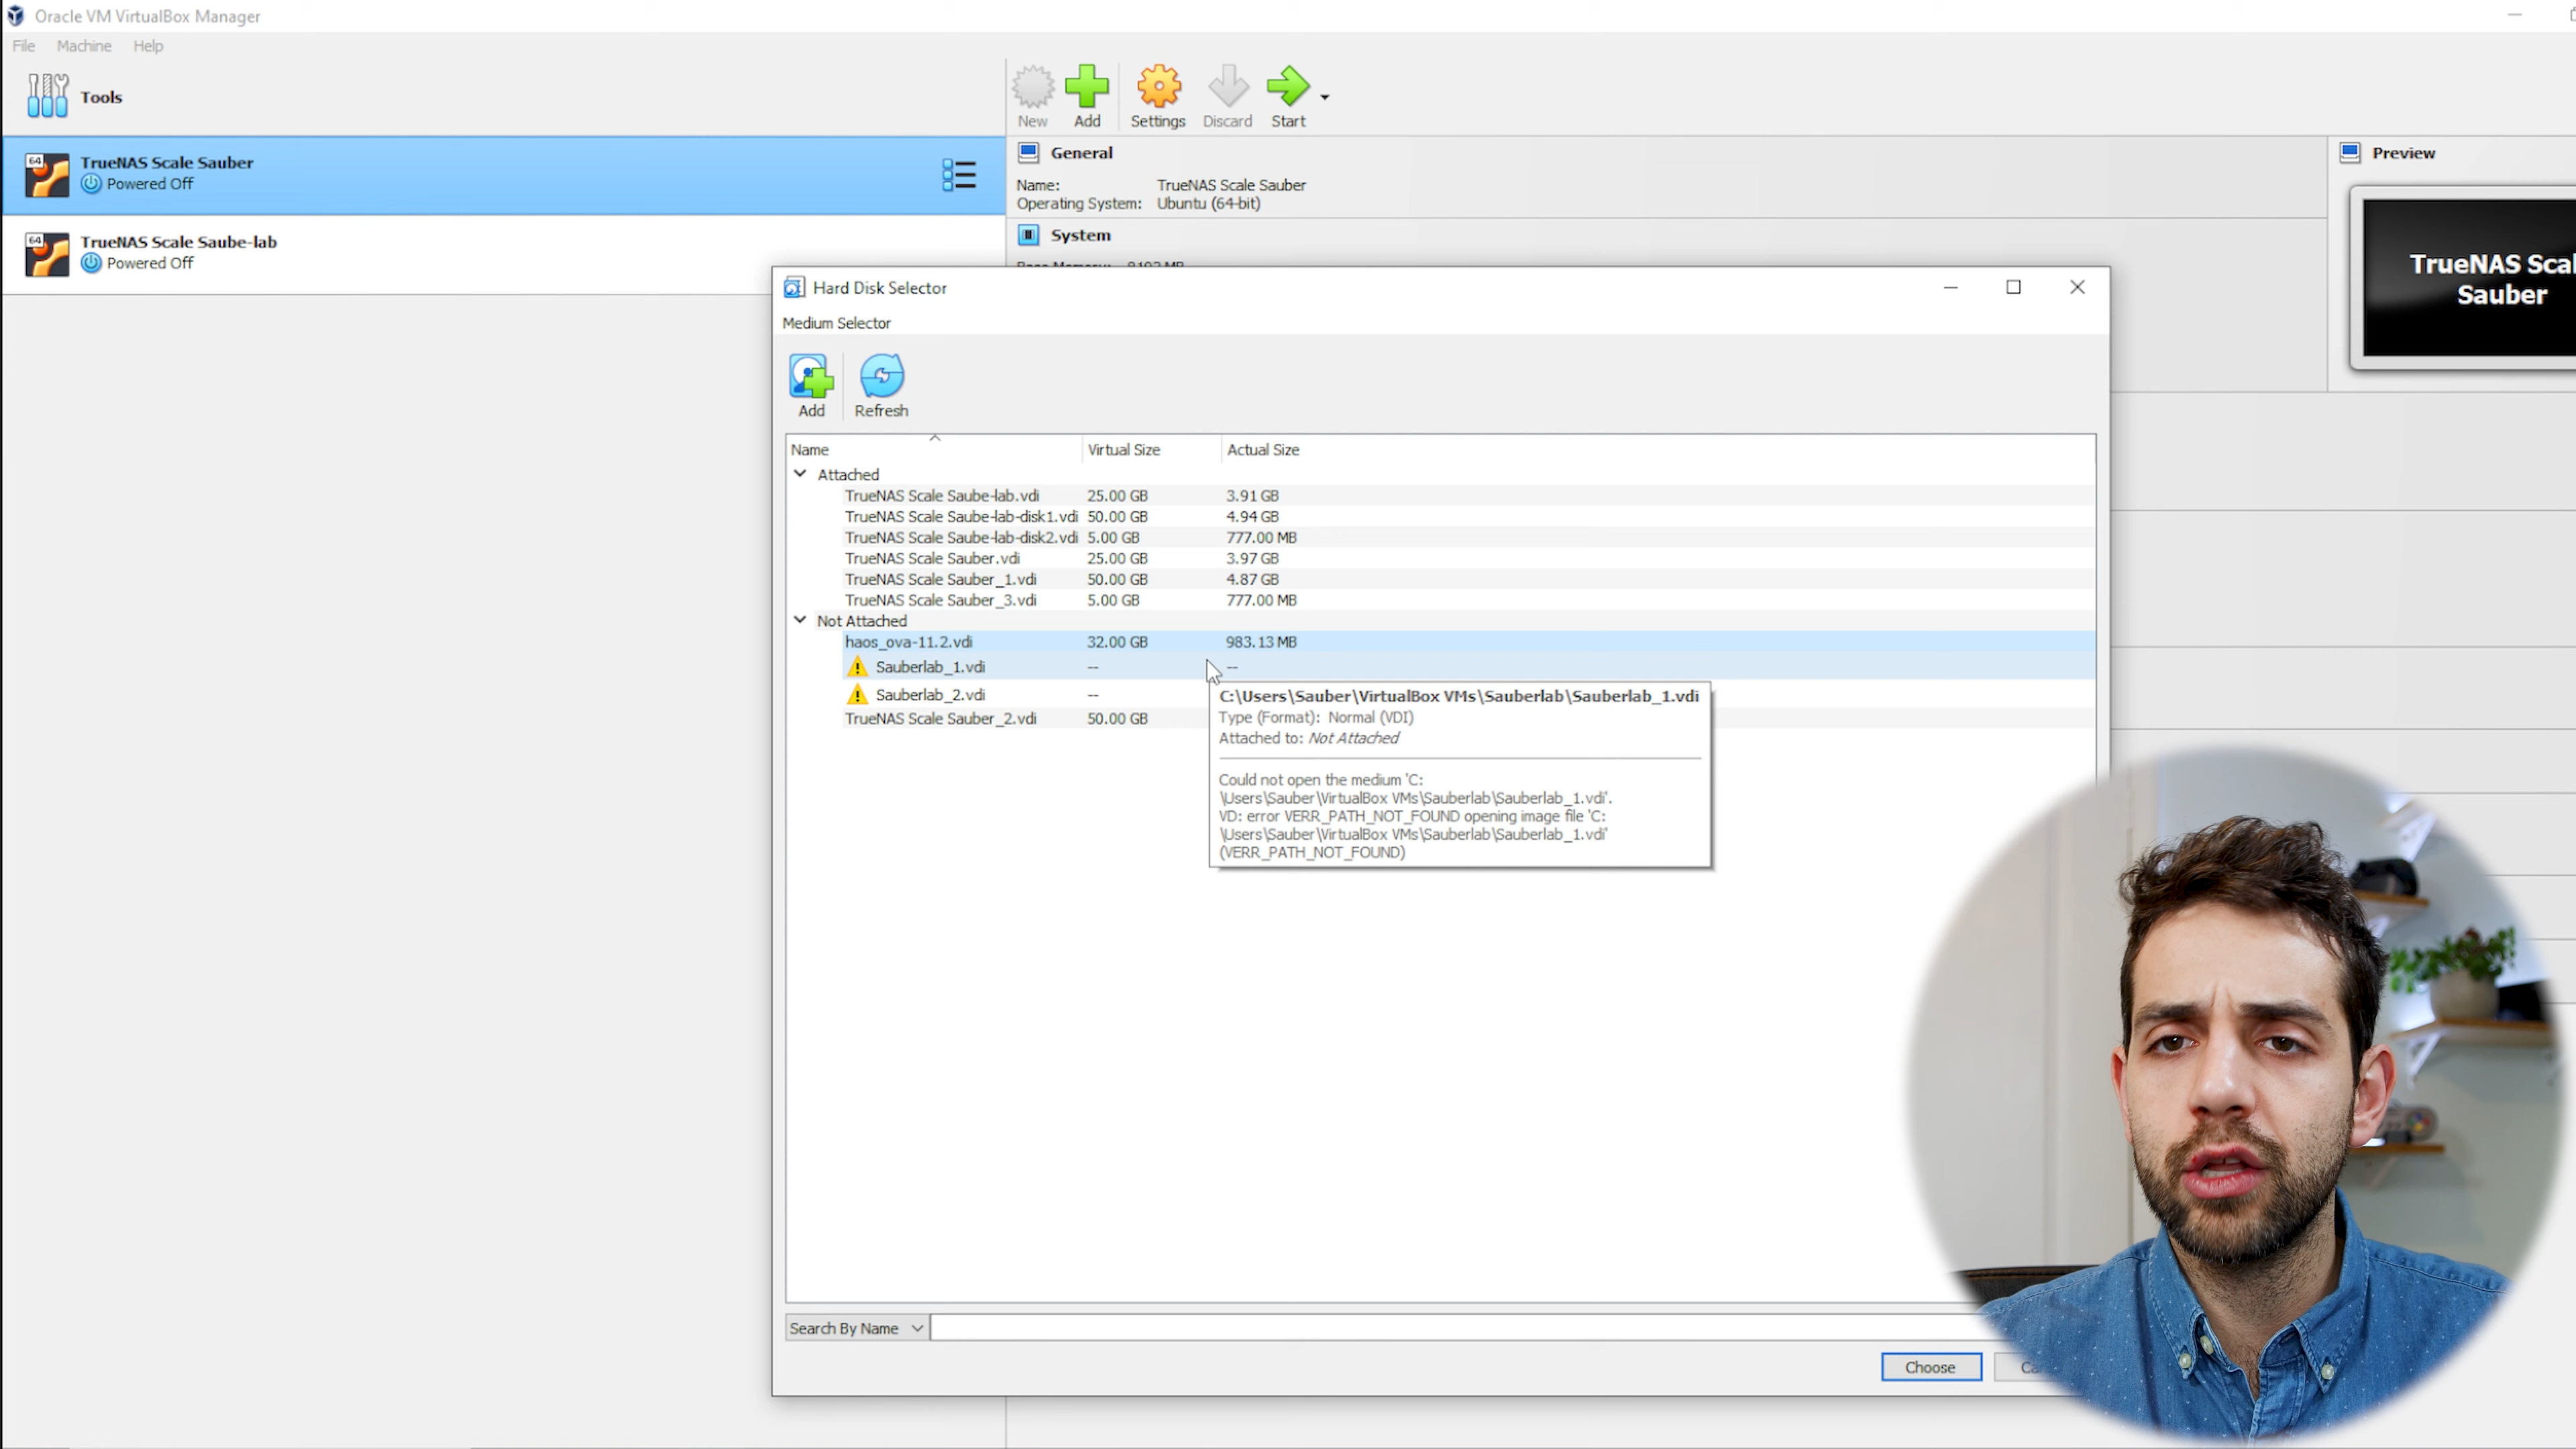 Oracle VM VirtualBox Manager
File Machine Help
Tools
New Add Settings Discard Start
64 TrueNAS Scale Sauber
Powered Off
64 TrueNAS Scale Saube-lab
Powered Off
General
Name: TrueNAS Scale Sauber
Operating System: Ubuntu (64-bit)
System
Preview
TrueNAS Scal
Sauber
Hard Disk Selector
Medium Selector
Add Refresh
Name Virtual Size Actual Size
Attached
TrueNAS Scale Saube-lab.vdi 25.00 GB 3.91 GB
TrueNAS Scale Saube-lab-disk1.vdi 50.00 GB 4.94 GB
TrueNAS Scale Saube-lab-disk2.vdi 5.00 GB 777.00 MB
TrueNAS Scale Sauber.vdi 25.00 GB 3.97 GB
TrueNAS Scale Sauber_1.vdi 50.00 GB 4.87 GB
TrueNAS Scale Sauber_3.vdi 5.00 GB 777.00 MB
Not Attached
haos_ova-11.2.vdi 32.00 GB 983.13 MB
Sauberlab_1.vdi -- --
Sauberlab_2.vdi --
TrueNAS Scale Sauber_2.vdi 50.00 GB
C:\Users\Sauber\VirtualBox VMs\Sauberlab\Sauberlab_1.vdi
Type (Format): Normal (VDI)
Attached to: Not Attached
Could not open the medium 'C:
\Users\Sauber\VirtualBox VMs\Sauberlab\Sauberlab_1.vdi'.
VD: error VERR_PATH_NOT_FOUND opening image file 'C:
\Users\Sauber\VirtualBox VMs\Sauberlab\Sauberlab_1.vdi'
(VERR_PATH_NOT_FOUND)
Search By Name
Choose